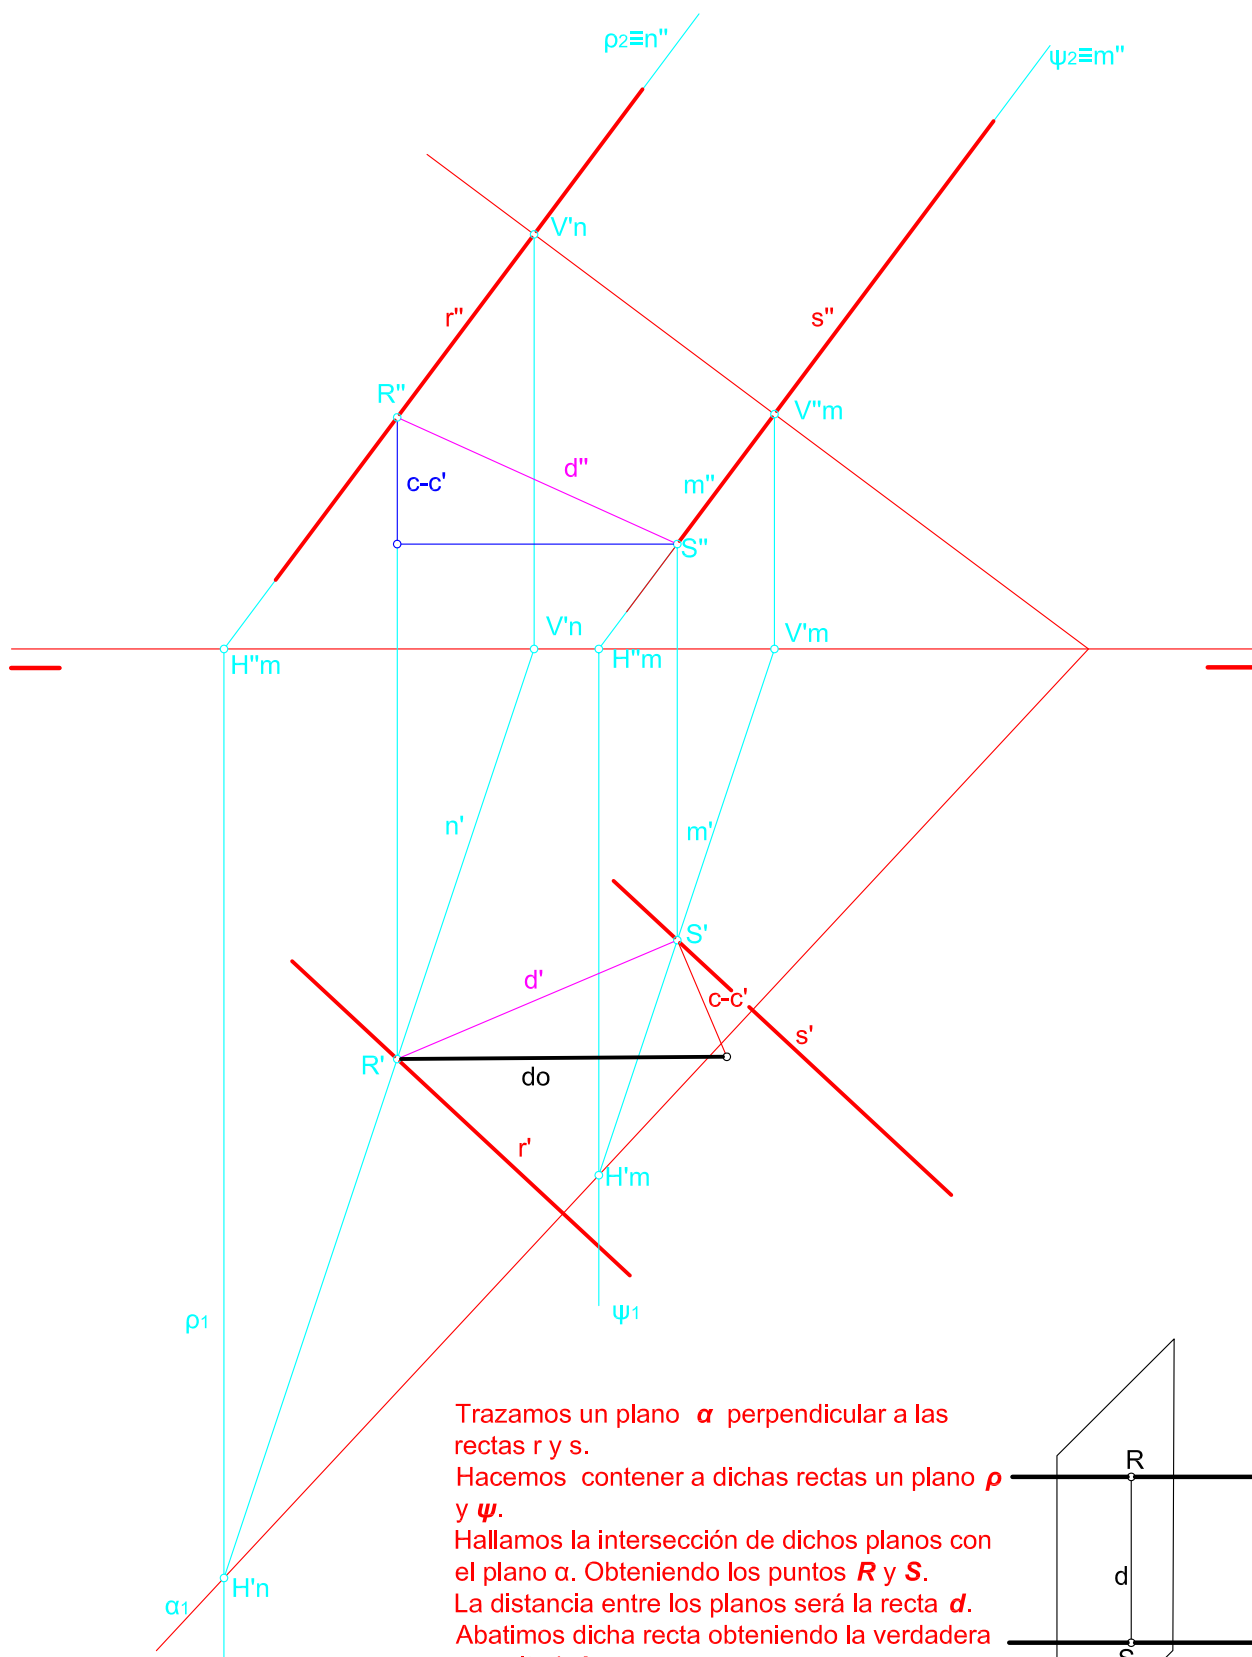 ρ2≡n"
ψ2≡m"
V'n
r"
s"
R"
V"m
d"
c-c'
m"
S"
V'n
V'm
H"m
H"m
n'
m'
S'
d'
c-c'
s'
R'
do
r'
H'm
ρ1
ψ1
Trazamos un plano α perpendicular a las
rectas r y s.
Hacemos contener a dichas rectas un plano ρ
y ψ.
Hallamos la intersección de dichos planos con
el plano α. Obteniendo los puntos R y S.
La distancia entre los planos será la recta d.
Abatimos dicha recta obteniendo la verdadera
R
d
S
H'n
α1